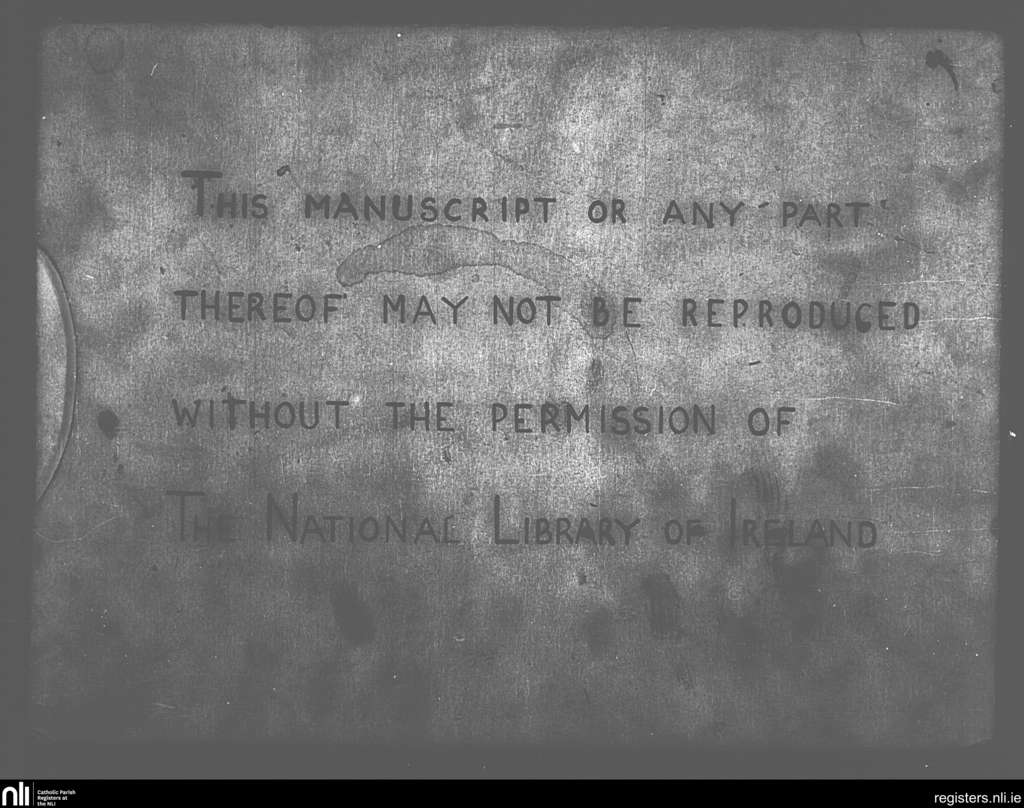 THIS MANUSCRIPT OR ANY PART
THEREOF MAY NOT BE REPRODUCED
WITHOUT THE PERMISSION OF
THE NATIONAL LIBRARY OF IRELAND
nli
Catholic Parish
Registers at
the NLI
registers.nli.ie